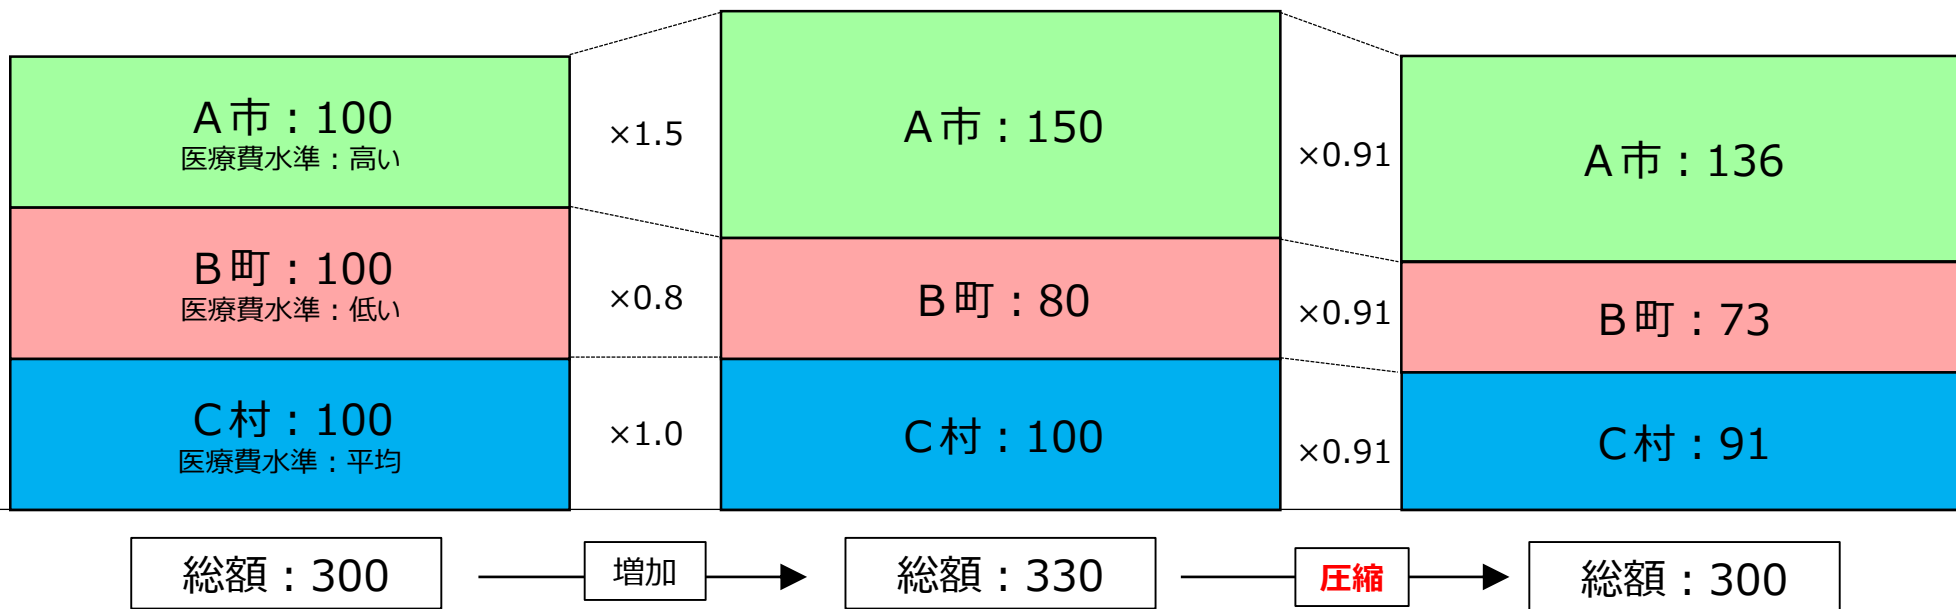 A市：100
医療費水準：高い
B町：100
医療費水準：低い
C村：100
医療費水準：平均
×1.5
×0.8
×1.0
A市：150
B町：80
C村：100
×0.91
×0.91
×0.91
A市：136
B町：73
C村：91
総額：300
増加
総額：330
圧縮
総額：300